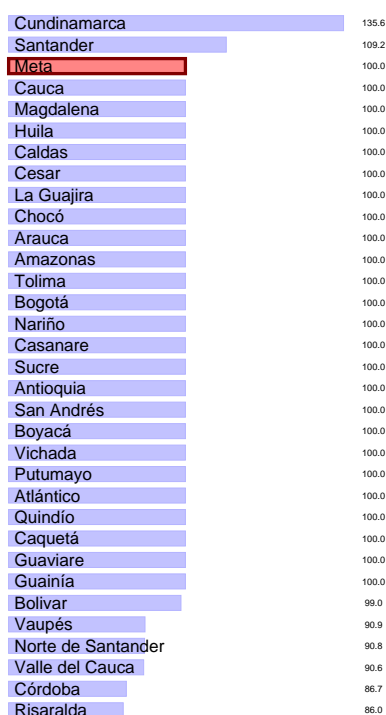 Cundinamarca 135.6
Santander 109.2
Meta 100.0
Cauca 100.0
Magdalena 100.0
Huila 100.0
Caldas 100.0
Cesar 100.0
La Guajira 100.0
Chocó 100.0
Arauca 100.0
Amazonas 100.0
Tolima 100.0
Bogotá 100.0
Nariño 100.0
Casanare 100.0
Sucre 100.0
Antioquia 100.0
San Andrés 100.0
Boyacá 100.0
Vichada 100.0
Putumayo 100.0
Atlántico 100.0
Quindío 100.0
Caquetá 100.0
Guaviare 100.0
Guainía 100.0
Bolivar 99.0
Vaupés 90.9
Norte de Santander 90.8
Valle del Cauca 90.6
Córdoba 86.7
Risaralda 86.0